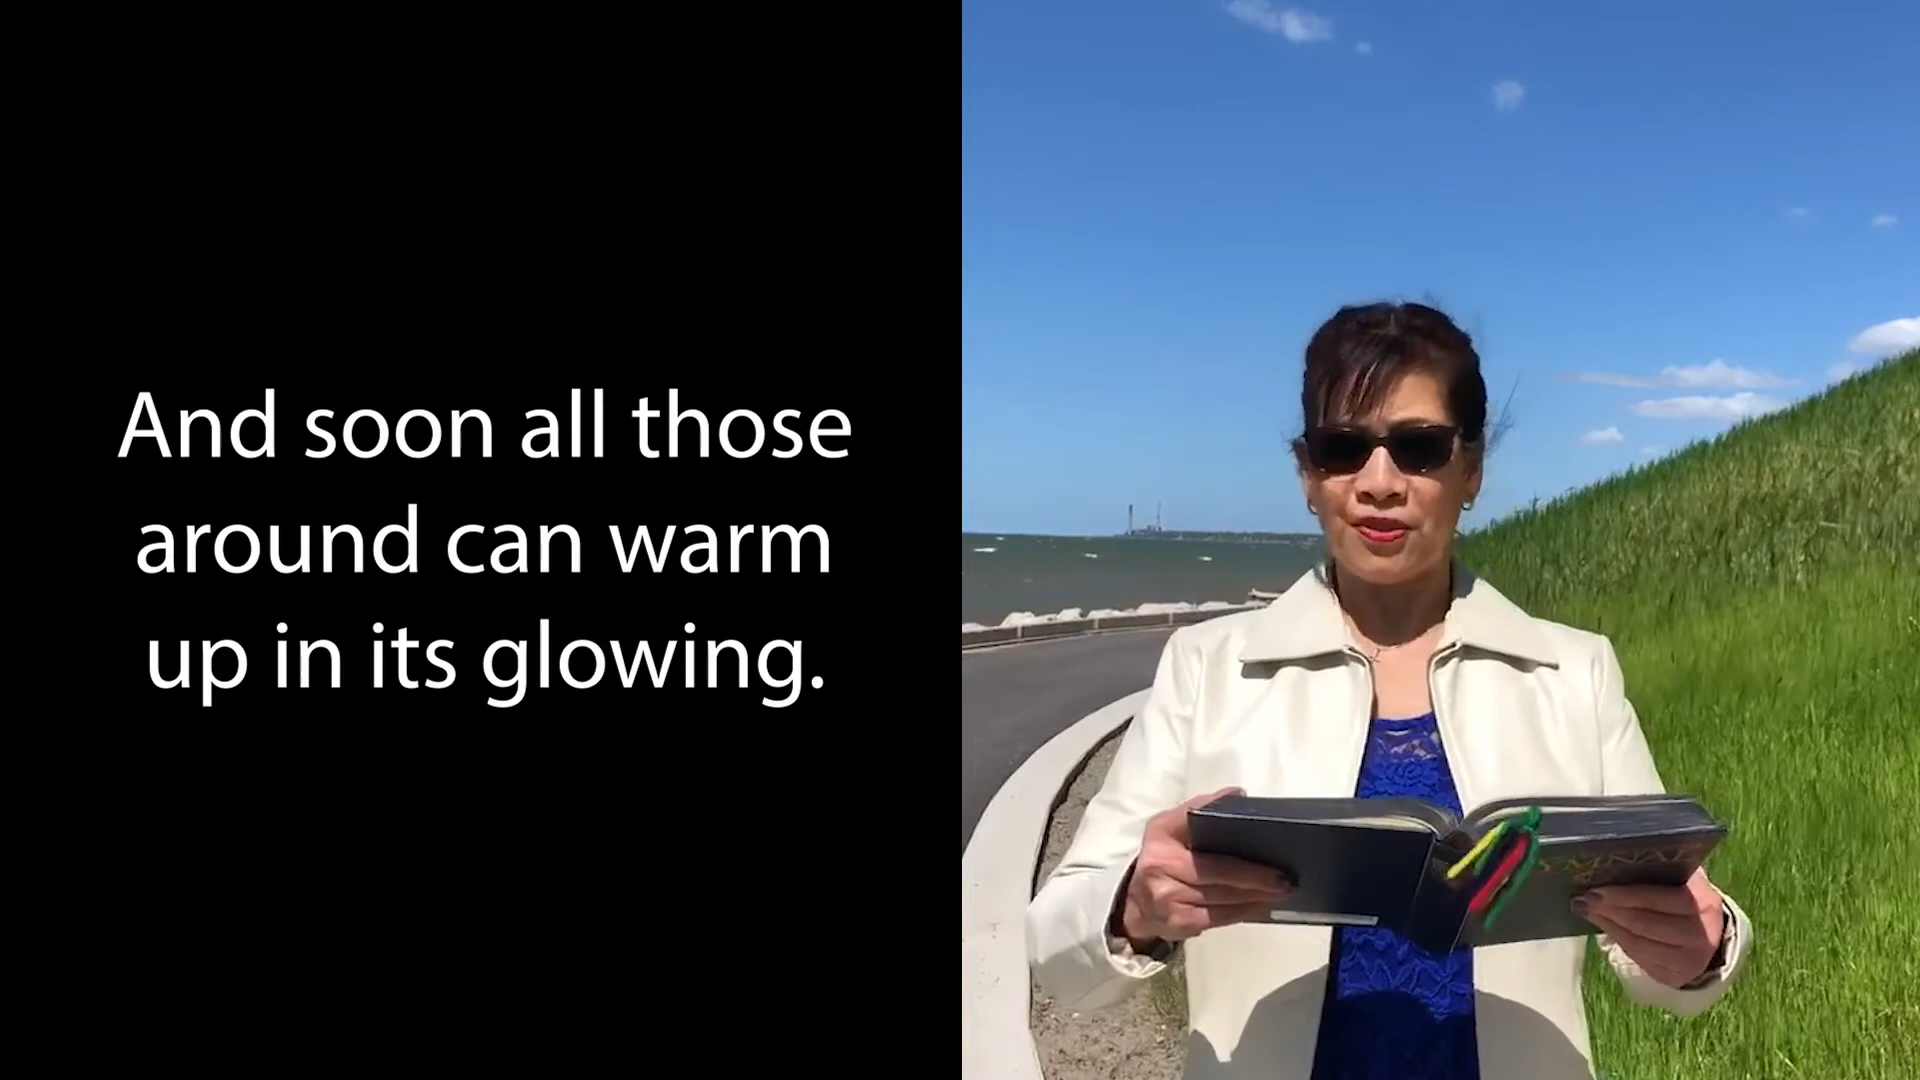 And soon all those
around can warm
up in its glowing.